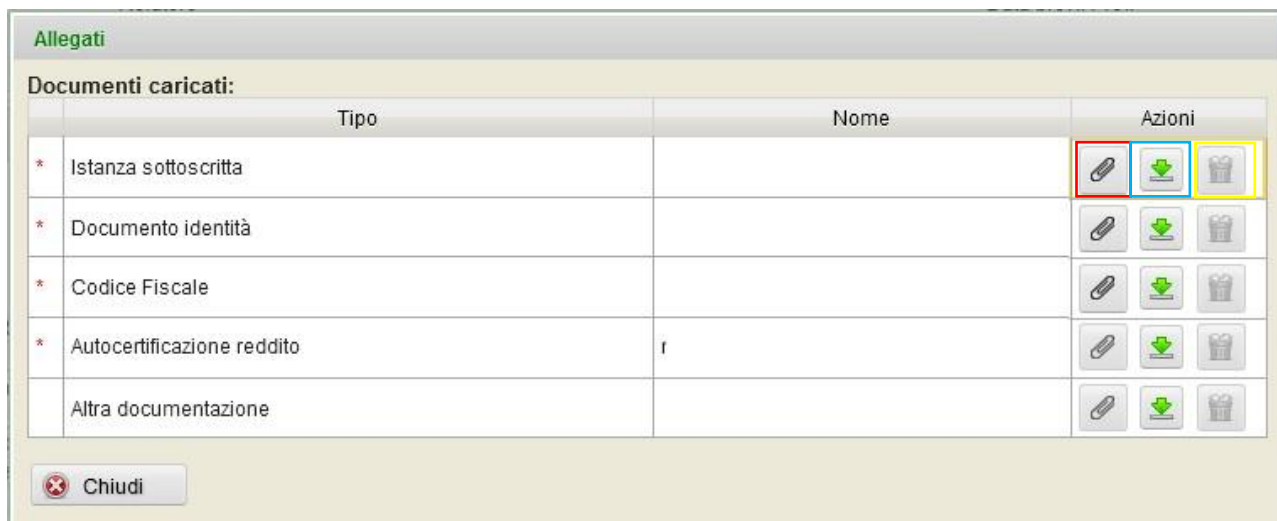 Allegati
Documenti caricati:
Tipo Nome Azioni
* Istanza sottoscritta
* Documento identità
* Codice Fiscale
* Autocertificazione reddito r
Altra documentazione
Chiudi